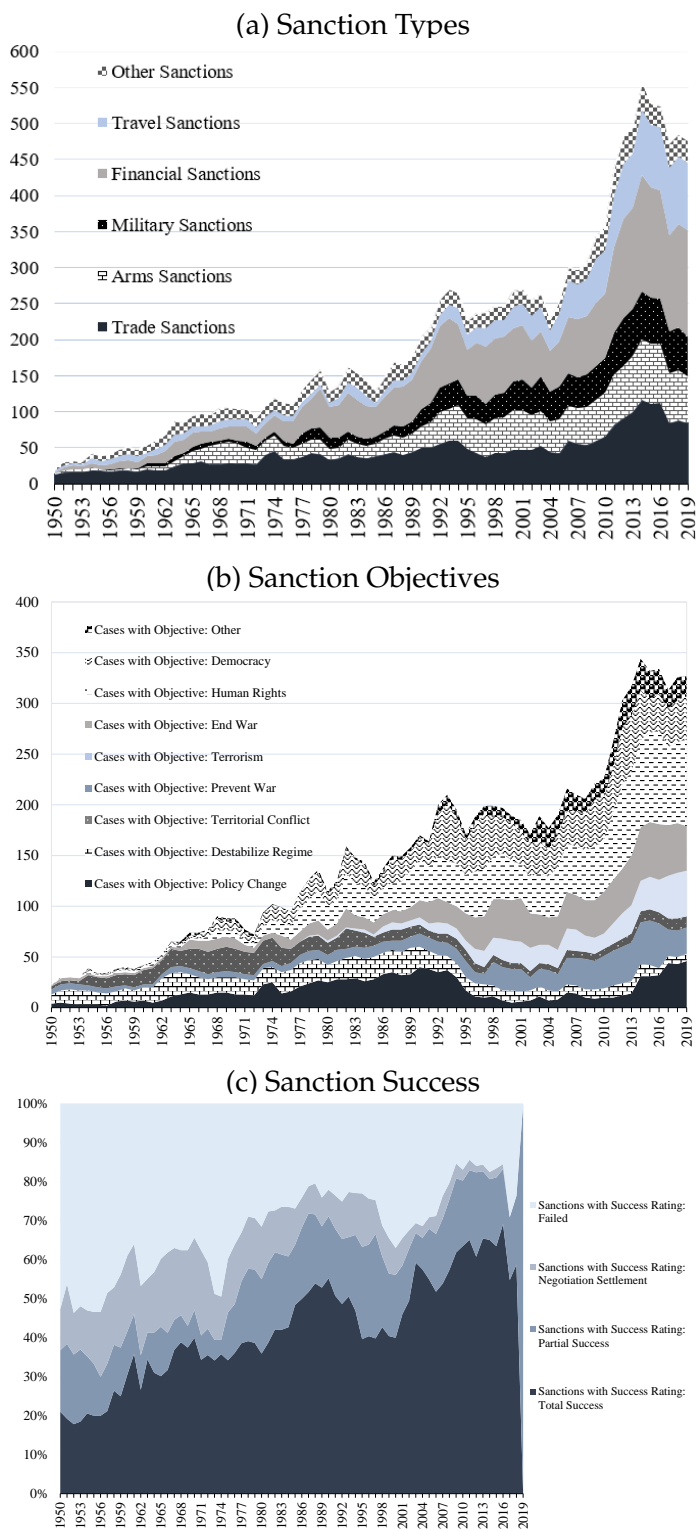 (a) Sanction Types
600
550
500
450
400
350
300
250
200
150
100
50
0
Other Sanctions
Travel Sanctions
Financial Sanctions
Military Sanctions
Arms Sanctions
Trade Sanctions
1950 1953 1956 1959 1962 1965 1968 1971 1974 1977 1980 1983 1986 1989 1992 1995 1998 2001 2004 2007 2010 2013 2016 2019
(b) Sanction Objectives
400
350
300
250
200
150
100
50
0
Cases with Objective: Other
Cases with Objective: Democracy
Cases with Objective: Human Rights
Cases with Objective: End War
Cases with Objective: Terrorism
Cases with Objective: Prevent War
Cases with Objective: Territorial Conflict
Cases with Objective: Destabilize Regime
Cases with Objective: Policy Change
1950 1953 1956 1959 1962 1965 1968 1971 1974 1977 1980 1983 1986 1989 1992 1995 1998 2001 2004 2007 2010 2013 2016 2019
(c) Sanction Success
100%
90%
80%
70%
60%
50%
40%
30%
20%
10%
0%
Sanctions with Success Rating:
Failed
Sanctions with Success Rating:
Negotiation Settlement
Sanctions with Success Rating:
Partial Success
Sanctions with Success Rating:
Total Success
1950 1953 1956 1959 1962 1965 1968 1971 1974 1977 1980 1983 1986 1989 1992 1995 1998 2001 2004 2007 2010 2013 2016 2019